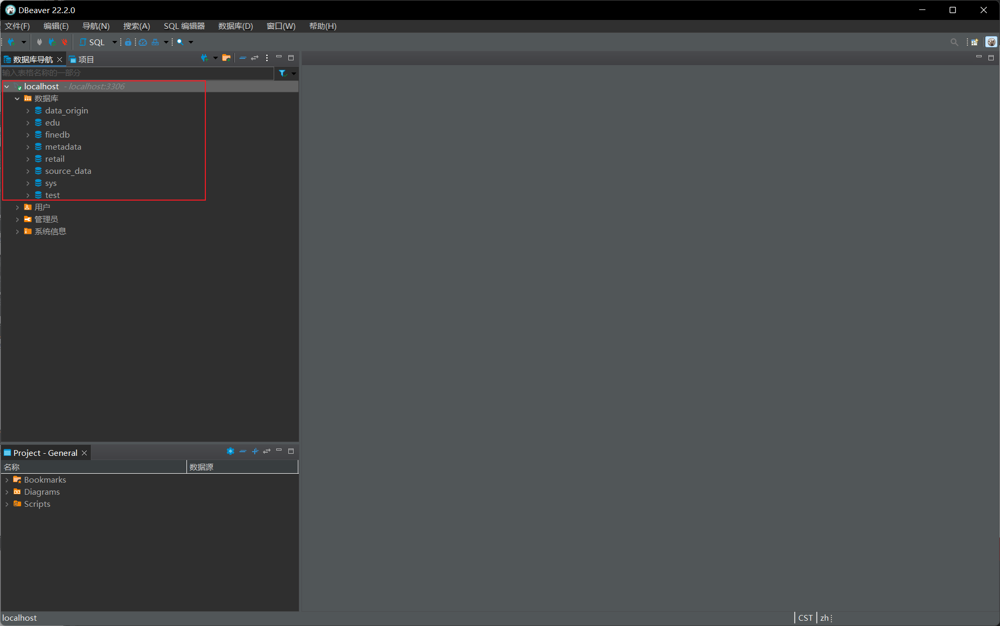 DBeaver 22.2.0
文件(F) 编辑(E) 导航(N) 搜索(A) SQL 编辑器 数据库(D) 窗口(W) 帮助(H)
SQL
数据库导航 项目
输入表格名称的一部分
localhost - localhost:3306
数据库
data_origin
edu
finedb
metadata
retail
source_data
sys
test
用户
管理员
系统信息
Project - General
名称 数据源
Bookmarks
Diagrams
Scripts
localhost CST zh